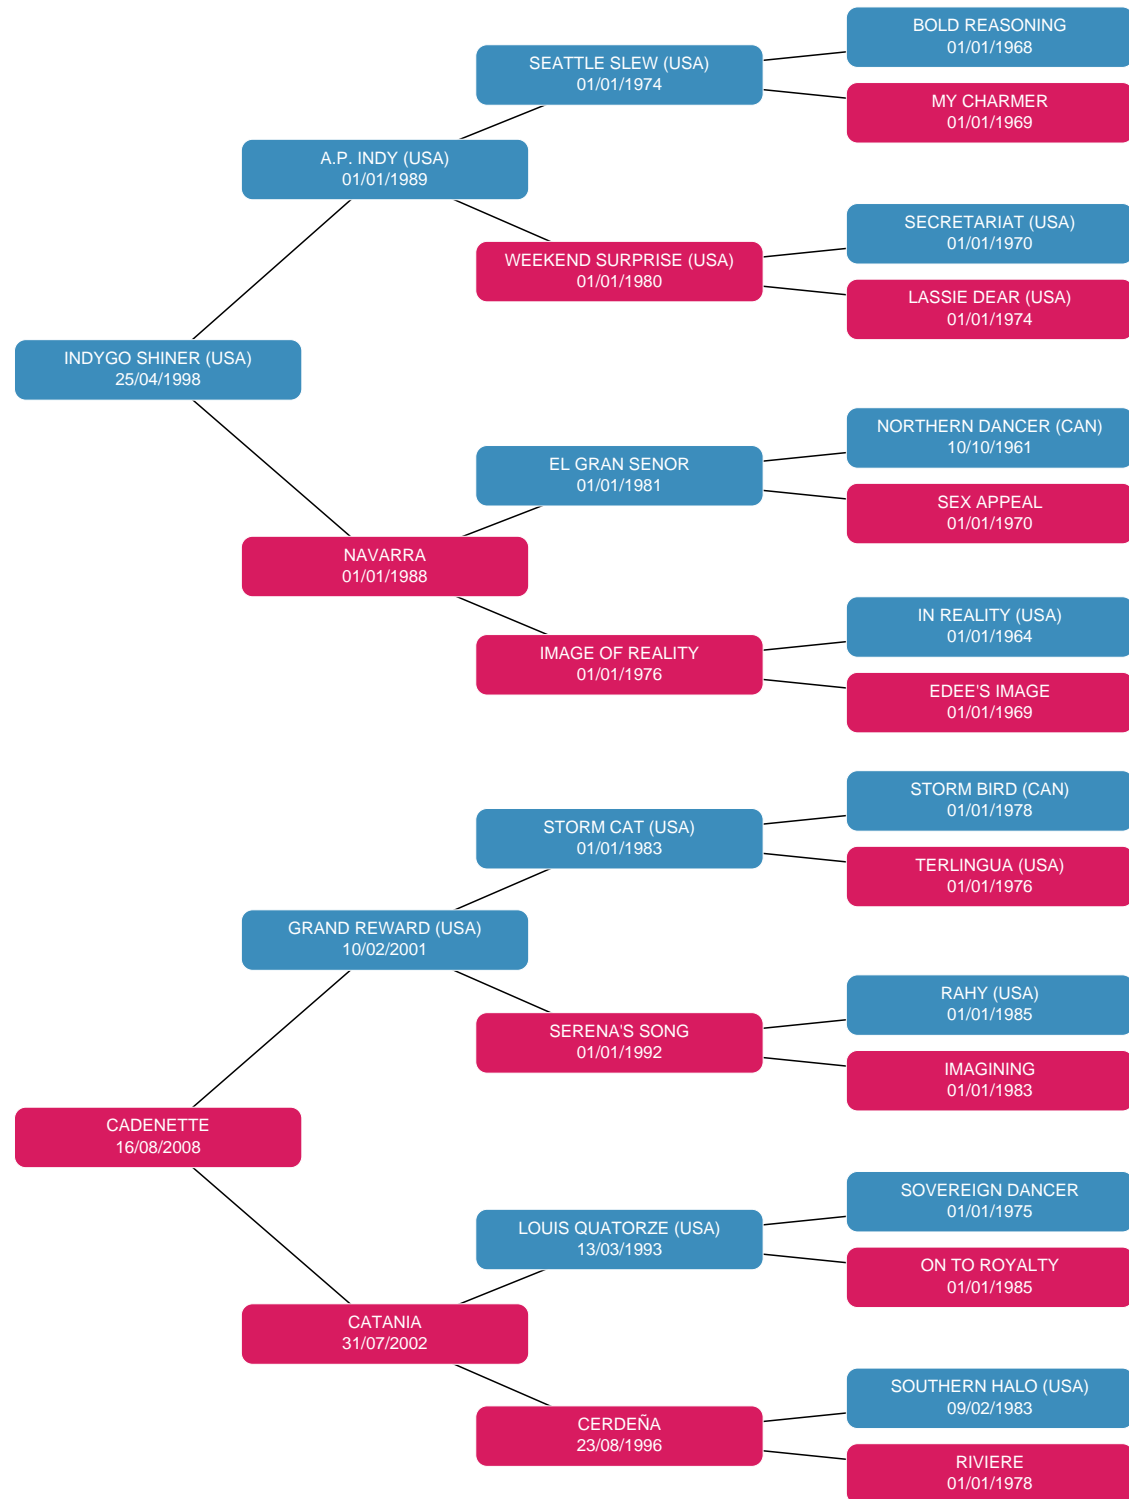 BOLD REASONING
01/01/1968
SEATTLE SLEW (USA)
01/01/1974
MY CHARMER
01/01/1969
A.P. INDY (USA)
01/01/1989
SECRETARIAT (USA)
01/01/1970
WEEKEND SURPRISE (USA)
01/01/1980
LASSIE DEAR (USA)
01/01/1974
INDYGO SHINER (USA)
25/04/1998
NORTHERN DANCER (CAN)
10/10/1961
EL GRAN SENOR
01/01/1981
SEX APPEAL
01/01/1970
NAVARRA
01/01/1988
IN REALITY (USA)
01/01/1964
IMAGE OF REALITY
01/01/1976
EDEE'S IMAGE
01/01/1969
STORM BIRD (CAN)
01/01/1978
STORM CAT (USA)
01/01/1983
TERLINGUA (USA)
01/01/1976
GRAND REWARD (USA)
10/02/2001
RAHY (USA)
01/01/1985
SERENA'S SONG
01/01/1992
IMAGINING
01/01/1983
CADENETTE
16/08/2008
SOVEREIGN DANCER
01/01/1975
LOUIS QUATORZE (USA)
13/03/1993
ON TO ROYALTY
01/01/1985
CATANIA
31/07/2002
SOUTHERN HALO (USA)
09/02/1983
CERDEÑA
23/08/1996
RIVIERE
01/01/1978